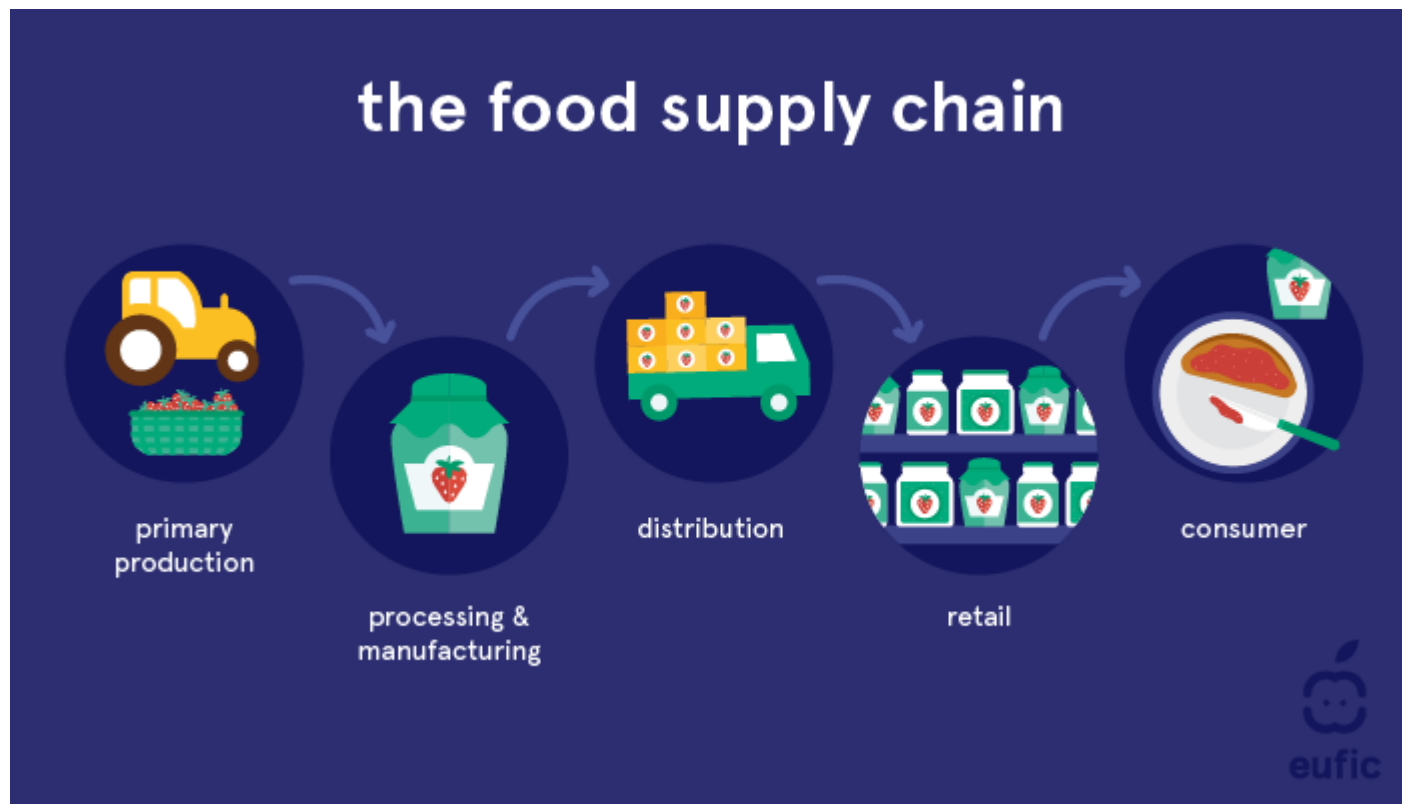 the food supply chain
primary
production
processing &
manufacturing
distribution
retail
consumer
eufic